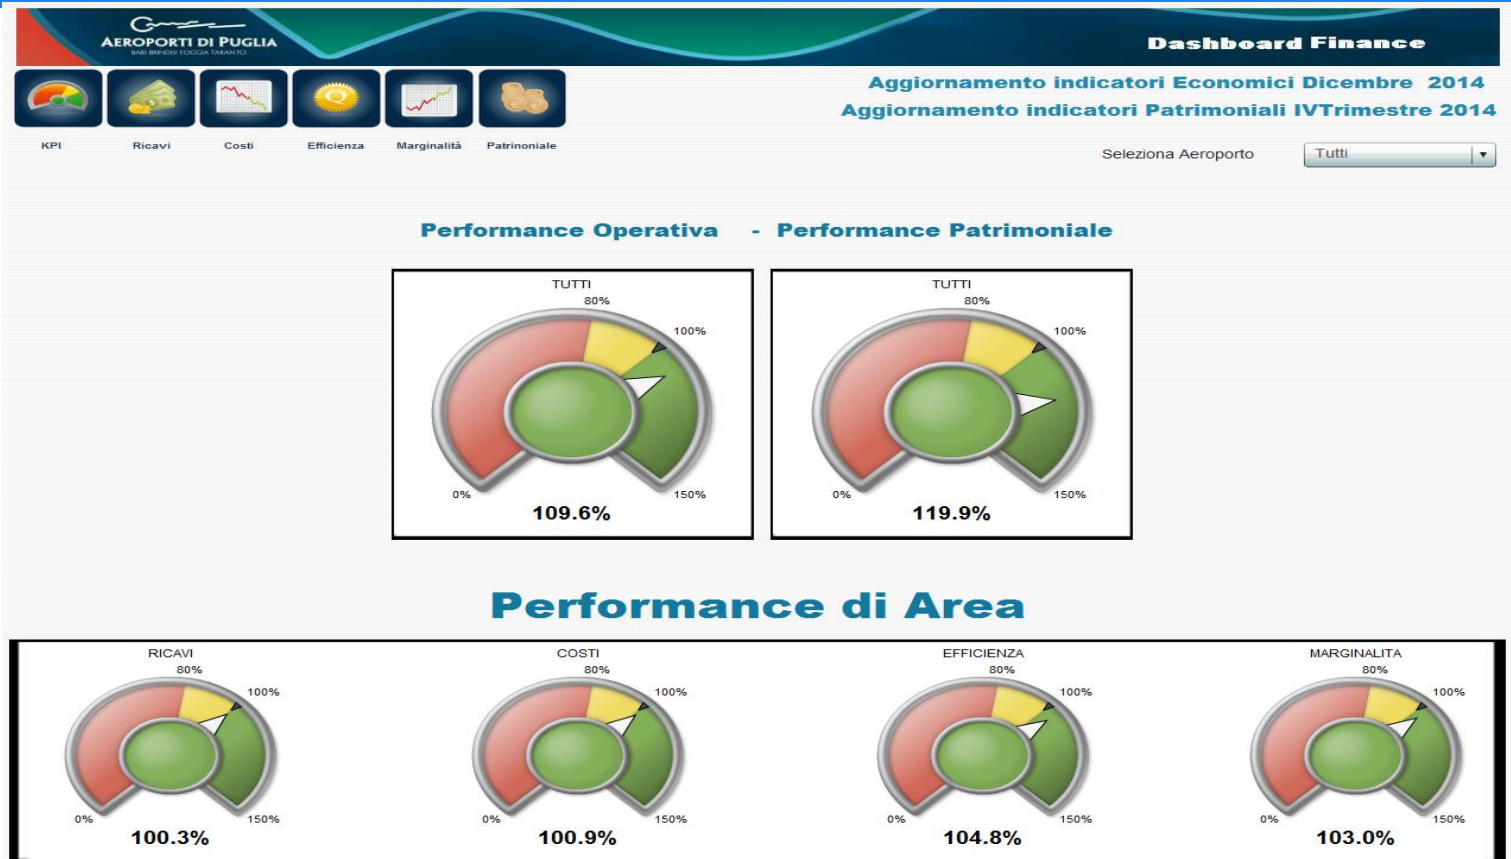 AEROPORTI DI PUGLIA
BARI BRINDISI FOGGIA TARANTO
Dashboard Finance
Aggiornamento indicatori Economici Dicembre 2014
Aggiornamento indicatori Patrimoniali IVTrimestre 2014
KPI Ricavi Costi Efficienza Marginalità Patrinoniale
Seleziona Aeroporto Tutti
Performance Operativa - Performance Patrimoniale
TUTTI
80%
100%
0%
150%
109.6%
TUTTI
80%
100%
0%
150%
119.9%
Performance di Area
RICAVI
80%
100%
0%
150%
100.3%
COSTI
80%
100%
0%
150%
100.9%
EFFICIENZA
80%
100%
0%
150%
104.8%
MARGINALITA
80%
100%
0%
150%
103.0%